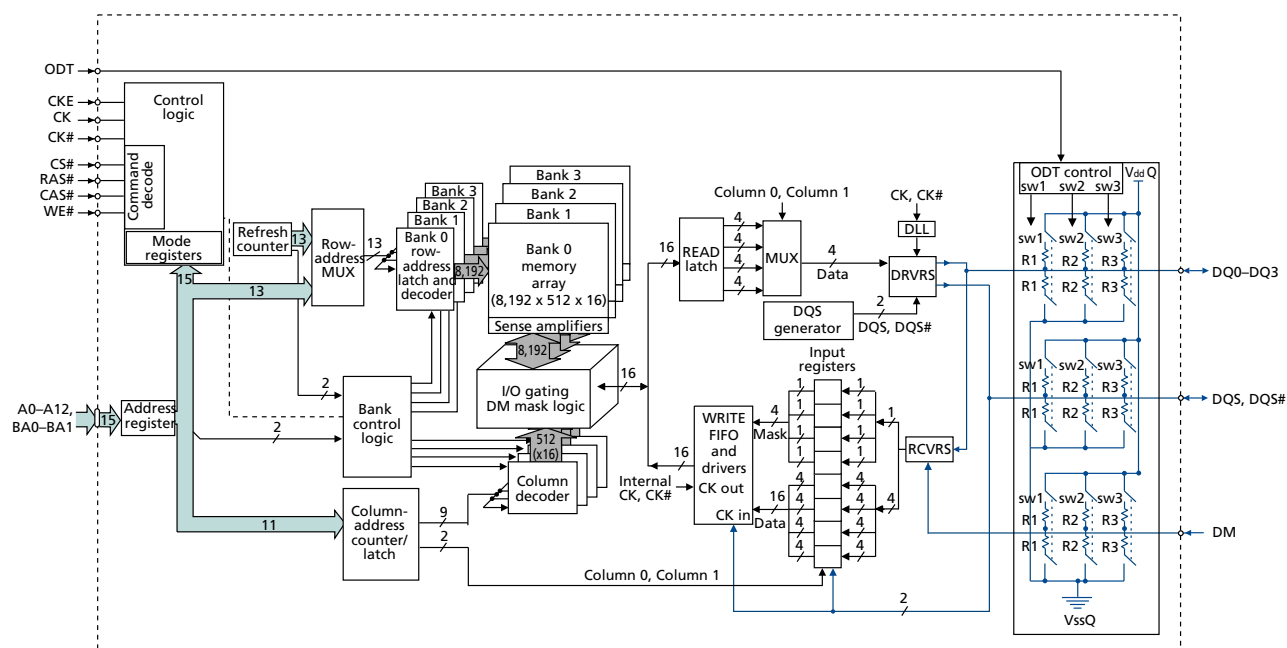 ODT
CKE
CK
CK#
CS#
RAS#
CAS#
WE#
Control
logic
Command
decode
Mode
registers
15
Refresh
counter
13
Row-
address
MUX
13
13
Bank 3
Bank 2
Bank 1
Bank 0
row-
address
latch and
decoder
8,192
Bank 3
Bank 2
Bank 1
Bank 0
memory
array
(8,192 x 512 x 16)
Sense amplifiers
8,192
I/O gating
DM mask logic
16
2
2
Bank
control
logic
A0–A12,
BA0–BA1
15
Address
register
512
(x16)
Column
decoder
11
Column-
address
counter/
latch
9
2
Column 0, Column 1
16
READ
latch
4
4
4
4
Column 0, Column 1
MUX
4
Data
CK, CK#
DLL
DRVRS
DQS
generator
2
DQS, DQS#
Input
registers
16
Internal
CK, CK#
WRITE
FIFO
and
drivers
CK out
CK in
4
Mask
16
Data
1
1
1
1
4
4
4
4
1
1
1
1
4
4
4
4
1
4
RCVRS
2
ODT control
sw1 sw2 sw3
Vdd Q
sw1 sw2 sw3
R1 R2 R3
R1 R2 R3
sw1 sw2 sw3
R1 R2 R3
R1 R2 R3
sw1 sw2 sw3
R1 R2 R3
R1 R2 R3
VssQ
DQ0–DQ3
DQS, DQS#
DM